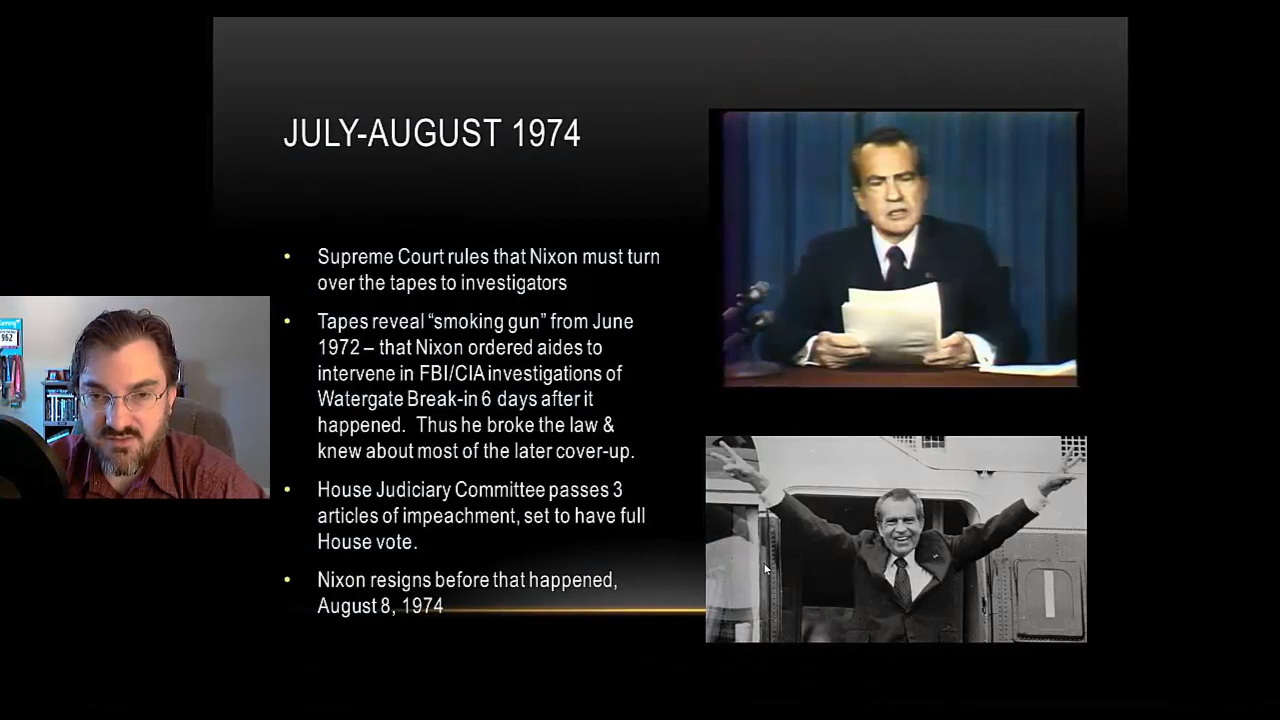 JULY-AUGUST 1974
• Supreme Court rules that Nixon must turn
over the tapes to investigators
• Tapes reveal “smoking gun” from June
1972 – that Nixon ordered aides to
intervene in FBI/CIA investigations of
Watergate Break-in 6 days after it
happened. Thus he broke the law &
knew about most of the later cover-up.
• House Judiciary Committee passes 3
articles of impeachment, set to have full
House vote.
• Nixon resigns before that happened,
August 8, 1974
962